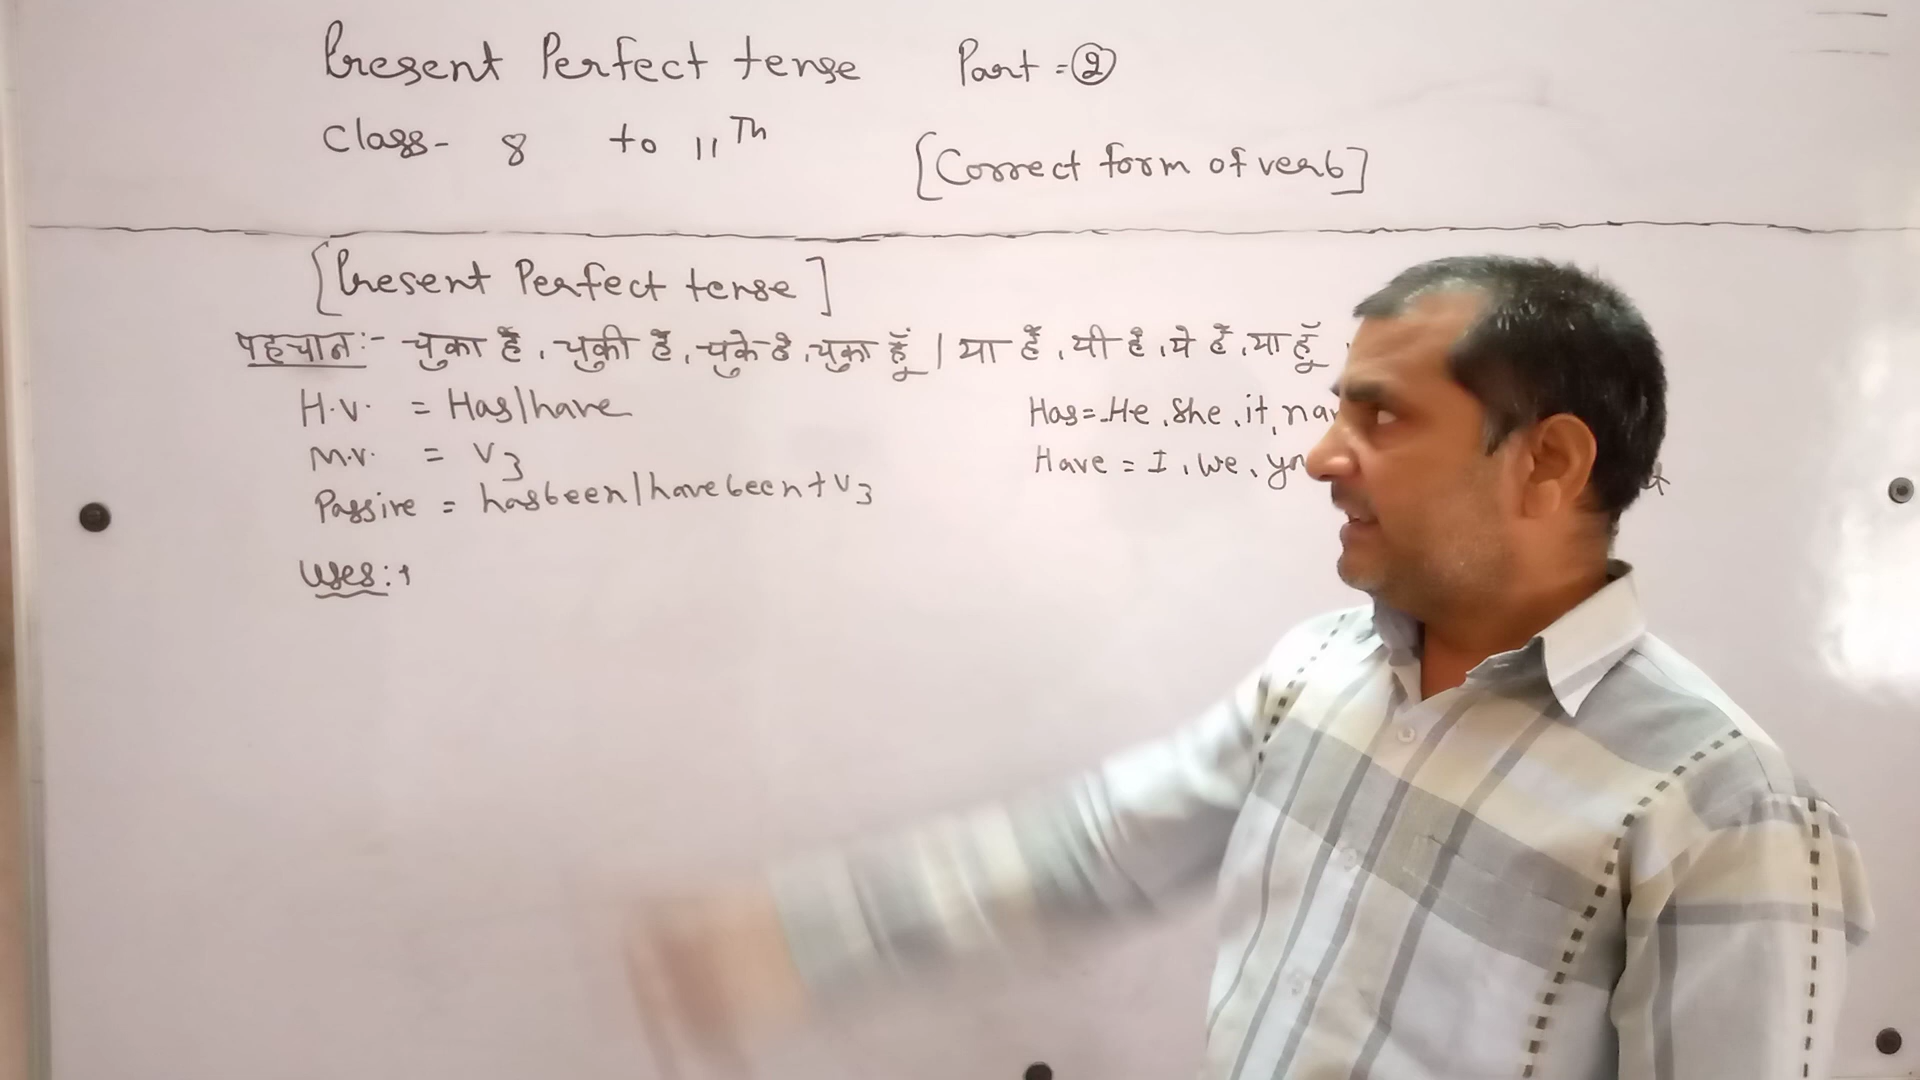 Present Perfect tense Part = ②
Class- 8 to 11Th
[Correct form of verb]
[Present Perfect tense]
पहचान:- चुका है, चुकी है, चुके है, चुका हूँ | या है, यी है, ये हैं, या हूँ
H.V. = Has/have
Has = He, She, it,
M.V. = V3
Have = I, we,
Passive = hasbeen/havebeen+V3
Uses: